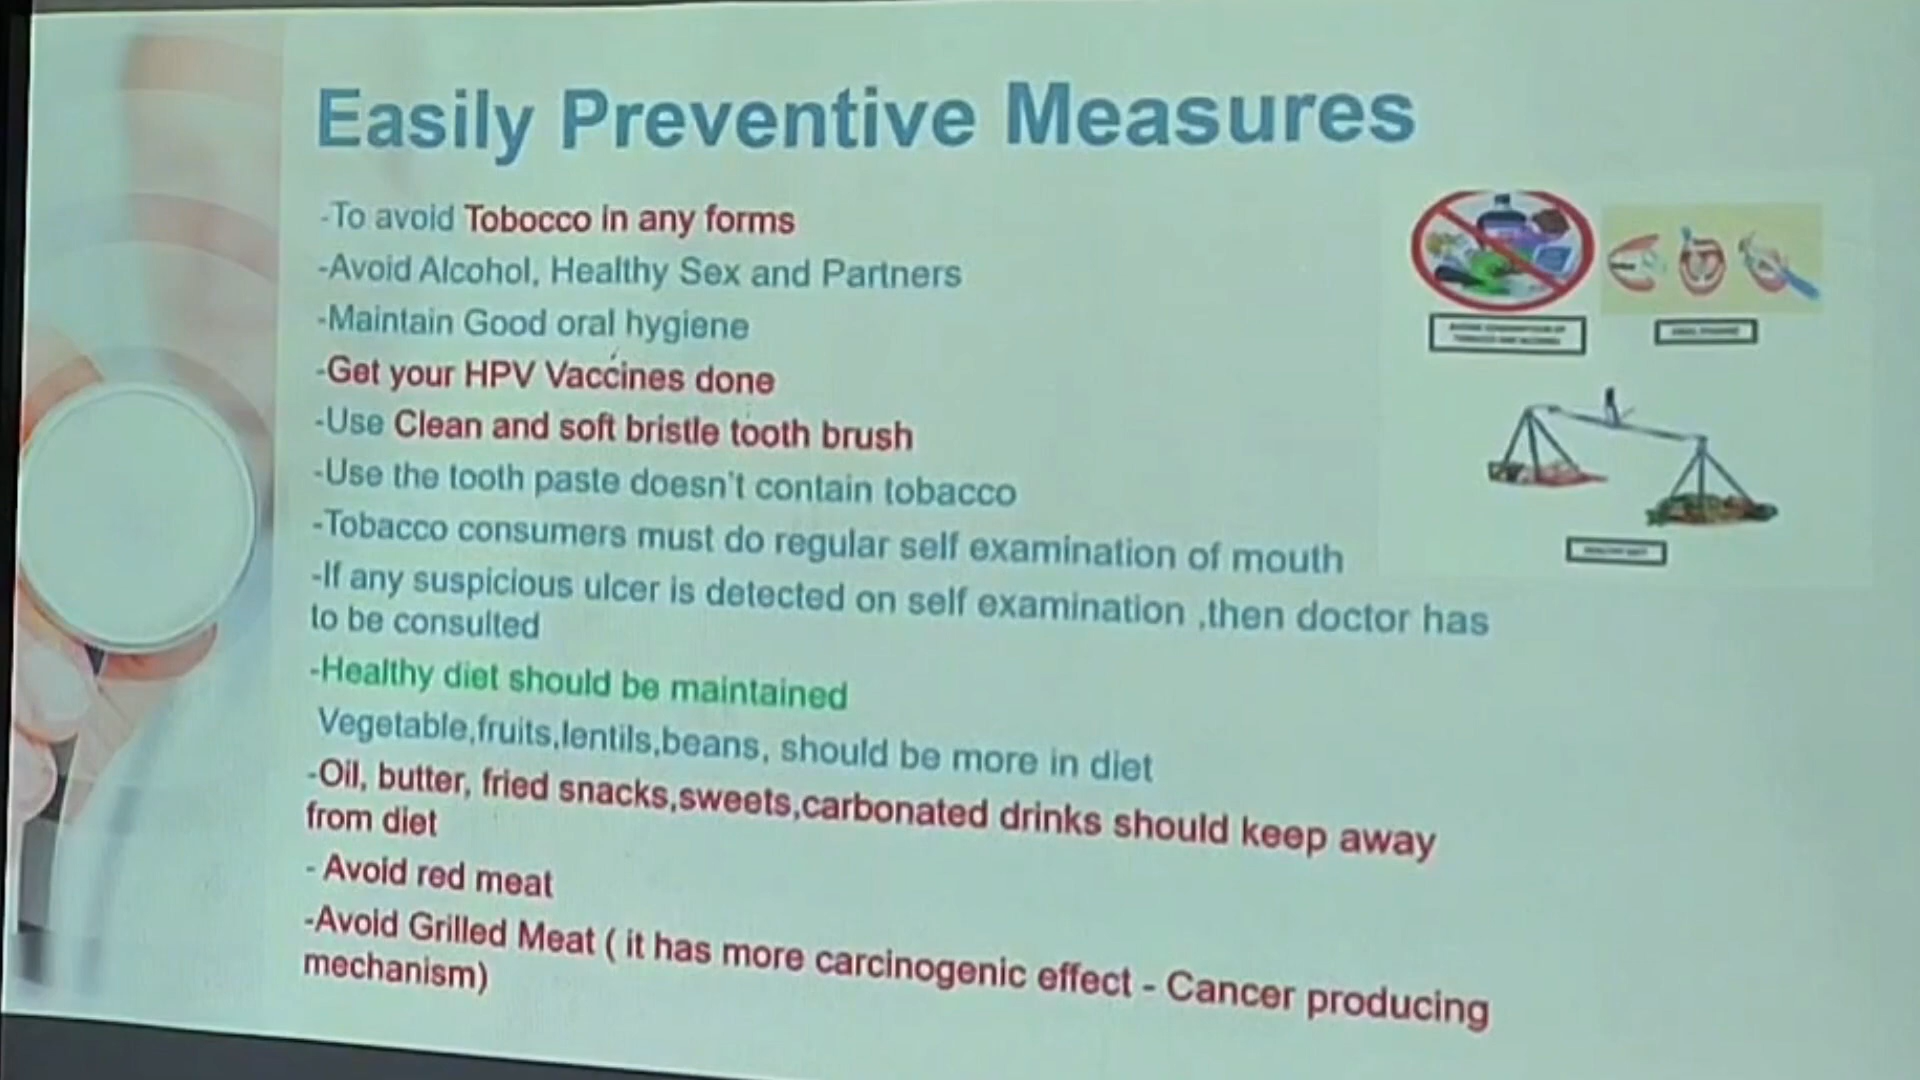 Easily Preventive Measures
-To avoid Tobocco in any forms
-Avoid Alcohol, Healthy Sex and Partners
-Maintain Good oral hygiene
-Get your HPV Vaccines done
-Use Clean and soft bristle tooth brush
-Use the tooth paste doesn't contain tobacco
-Tobacco consumers must do regular self examination of mouth
-If any suspicious ulcer is detected on self examination ,then doctor has
to be consulted
-Healthy diet should be maintained
Vegetable,fruits,lentils,beans, should be more in diet
-Oil, butter, fried snacks,sweets,carbonated drinks should keep away
from diet
- Avoid red meat
-Avoid Grilled Meat ( it has more carcinogenic effect - Cancer producing
mechanism)